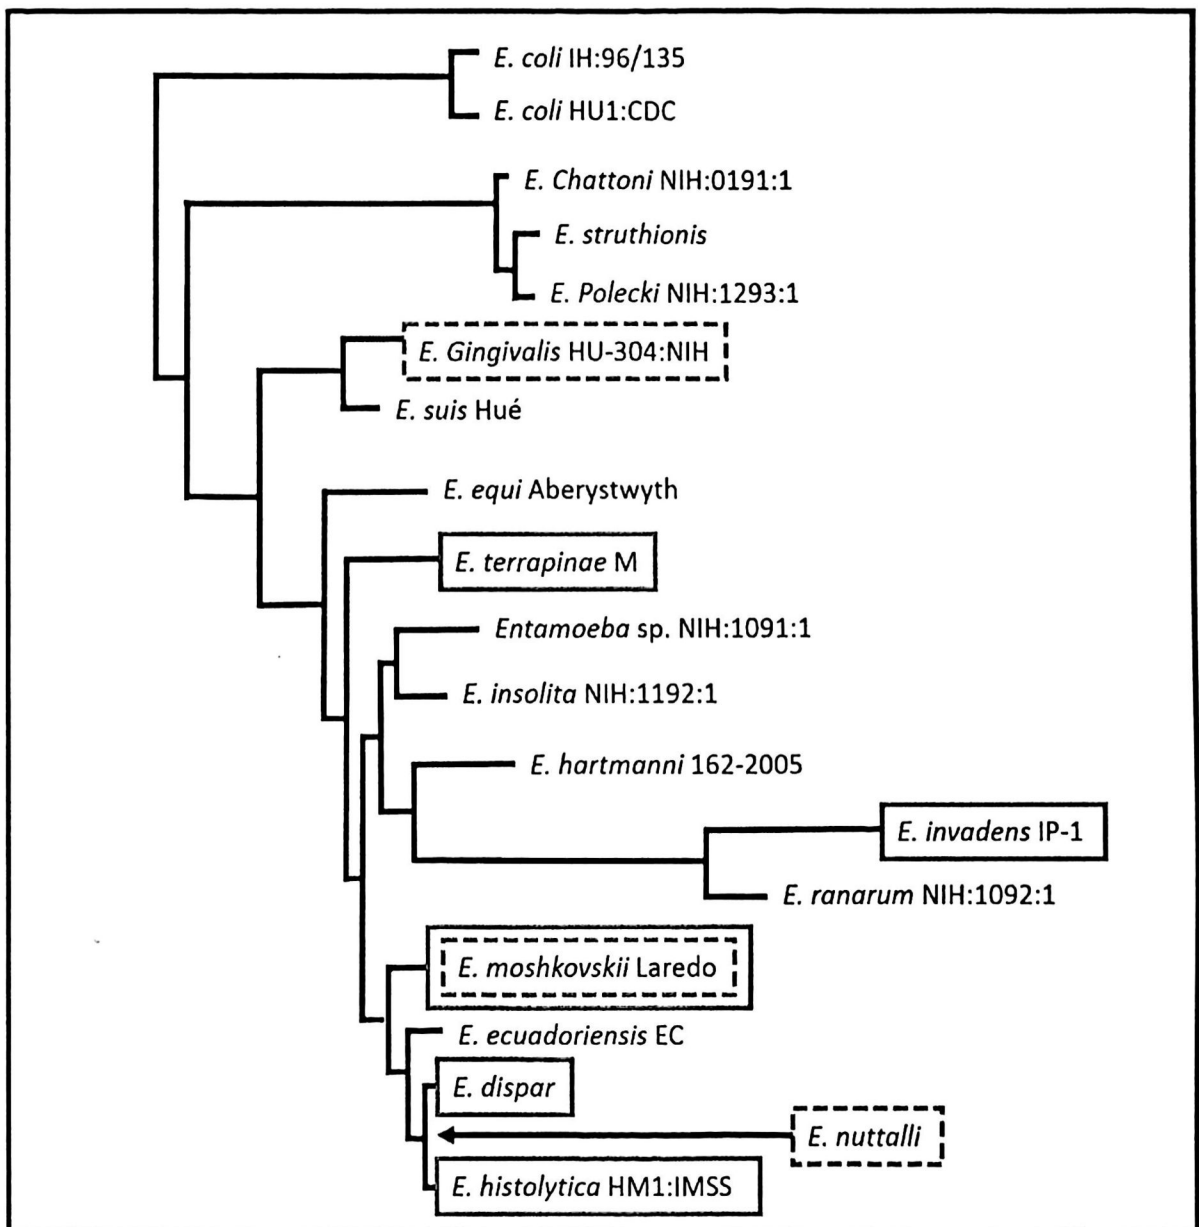 E. coli IH:96/135
E. coli HU1:CDC
E. Chattoni NIH:0191:1
E. struthionis
E. Polecki NIH:1293:1
E. Gingivalis HU-304:NIH
E. suis Hué
E. equi Aberystwyth
E. terrapinae M
Entamoeba sp. NIH:1091:1
E. insolita NIH:1192:1
E. hartmanni 162-2005
E. invadens IP-1
E. ranarum NIH:1092:1
E. moshkovskii Laredo
E. ecuadoriensis EC
E. dispar
E. nuttalli
E. histolytica HM1:IMSS